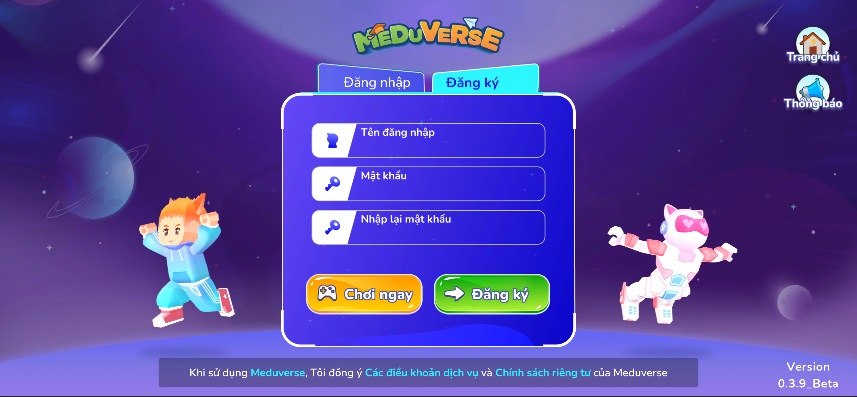 MEDUVERSE
Trang chủ
Đăng nhập
Đăng ký
Thông báo
Tên đăng nhập
Mật khẩu
Nhập lại mật khẩu
Chơi ngay
Đăng ký
Khi sử dụng Meduverse, Tôi đồng ý Các điều khoản dịch vụ và Chính sách riêng tư của Meduverse
Version
0.3.9_Beta